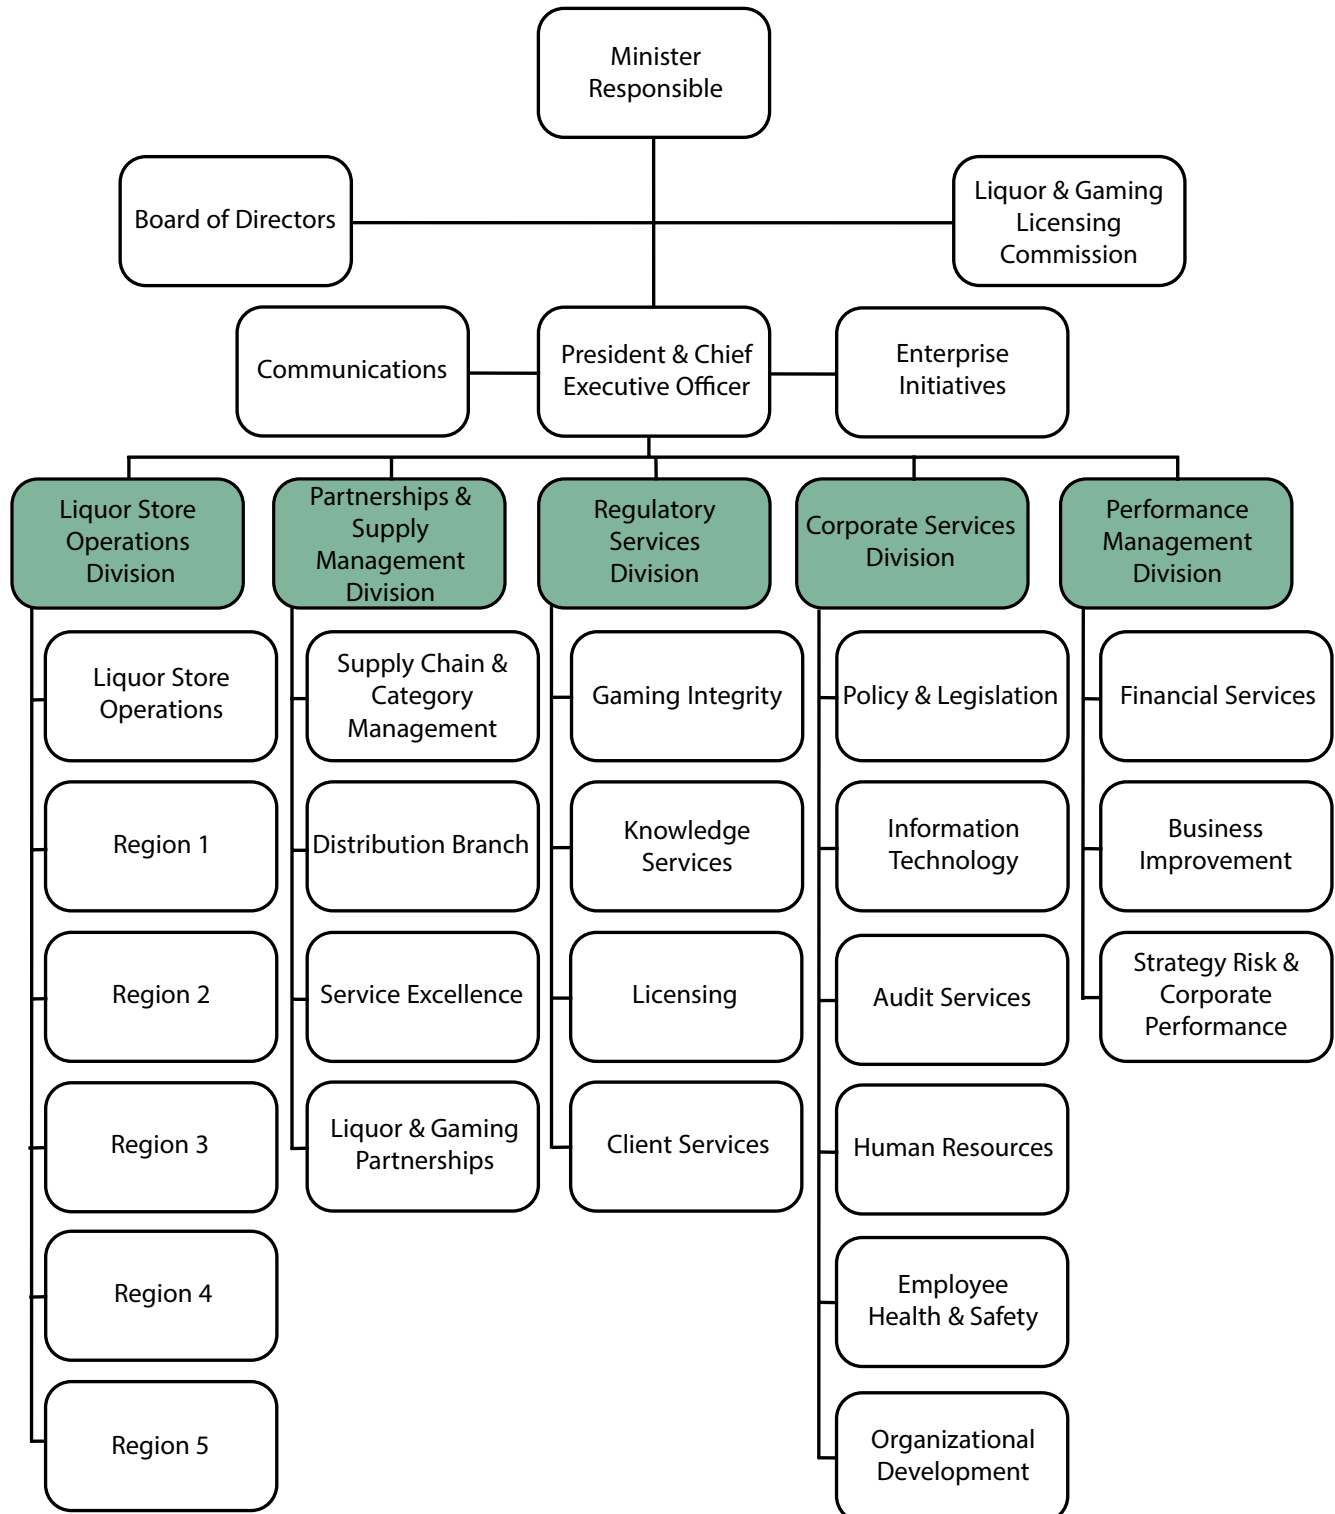 Minister
Responsible
Board of Directors
Liquor & Gaming
Licensing
Commission
Communications
President & Chief
Executive Officer
Enterprise
Initiatives
Liquor Store
Operations
Division
Partnerships &
Supply
Management
Division
Regulatory
Services
Division
Corporate Services
Division
Performance
Management
Division
Liquor Store
Operations
Region 1
Region 2
Region 3
Region 4
Region 5
Supply Chain &
Category
Management
Distribution Branch
Service Excellence
Liquor & Gaming
Partnerships
Gaming Integrity
Knowledge
Services
Licensing
Client Services
Policy & Legislation
Information
Technology
Audit Services
Human Resources
Employee
Health & Safety
Organizational
Development
Financial Services
Business
Improvement
Strategy Risk &
Corporate
Performance